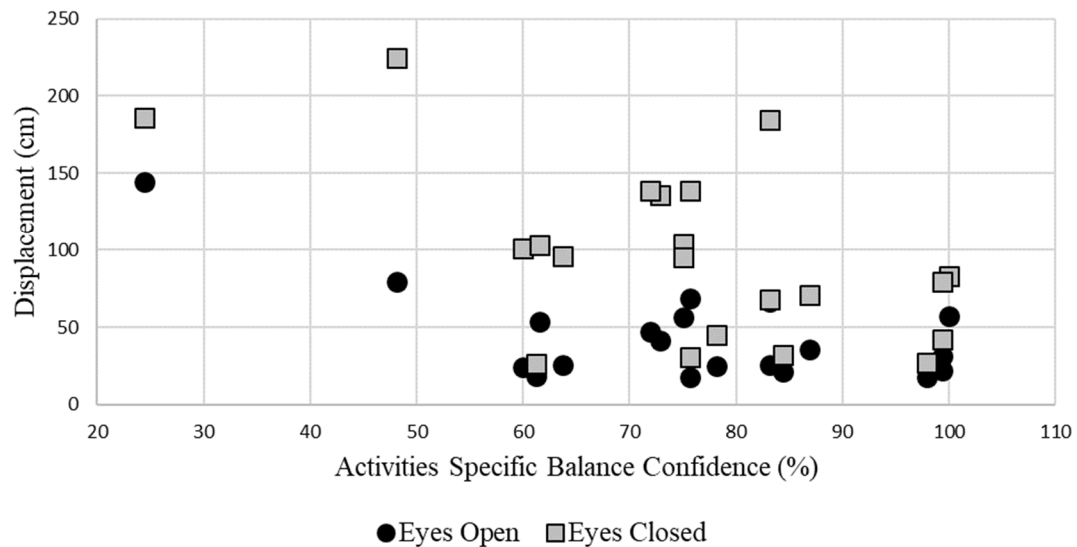 250
200
150
100
50
0
Displacement (cm)
20 30 40 50 60 70 80 90 100 110
Activities Specific Balance Confidence (%)
Eyes Open Eyes Closed